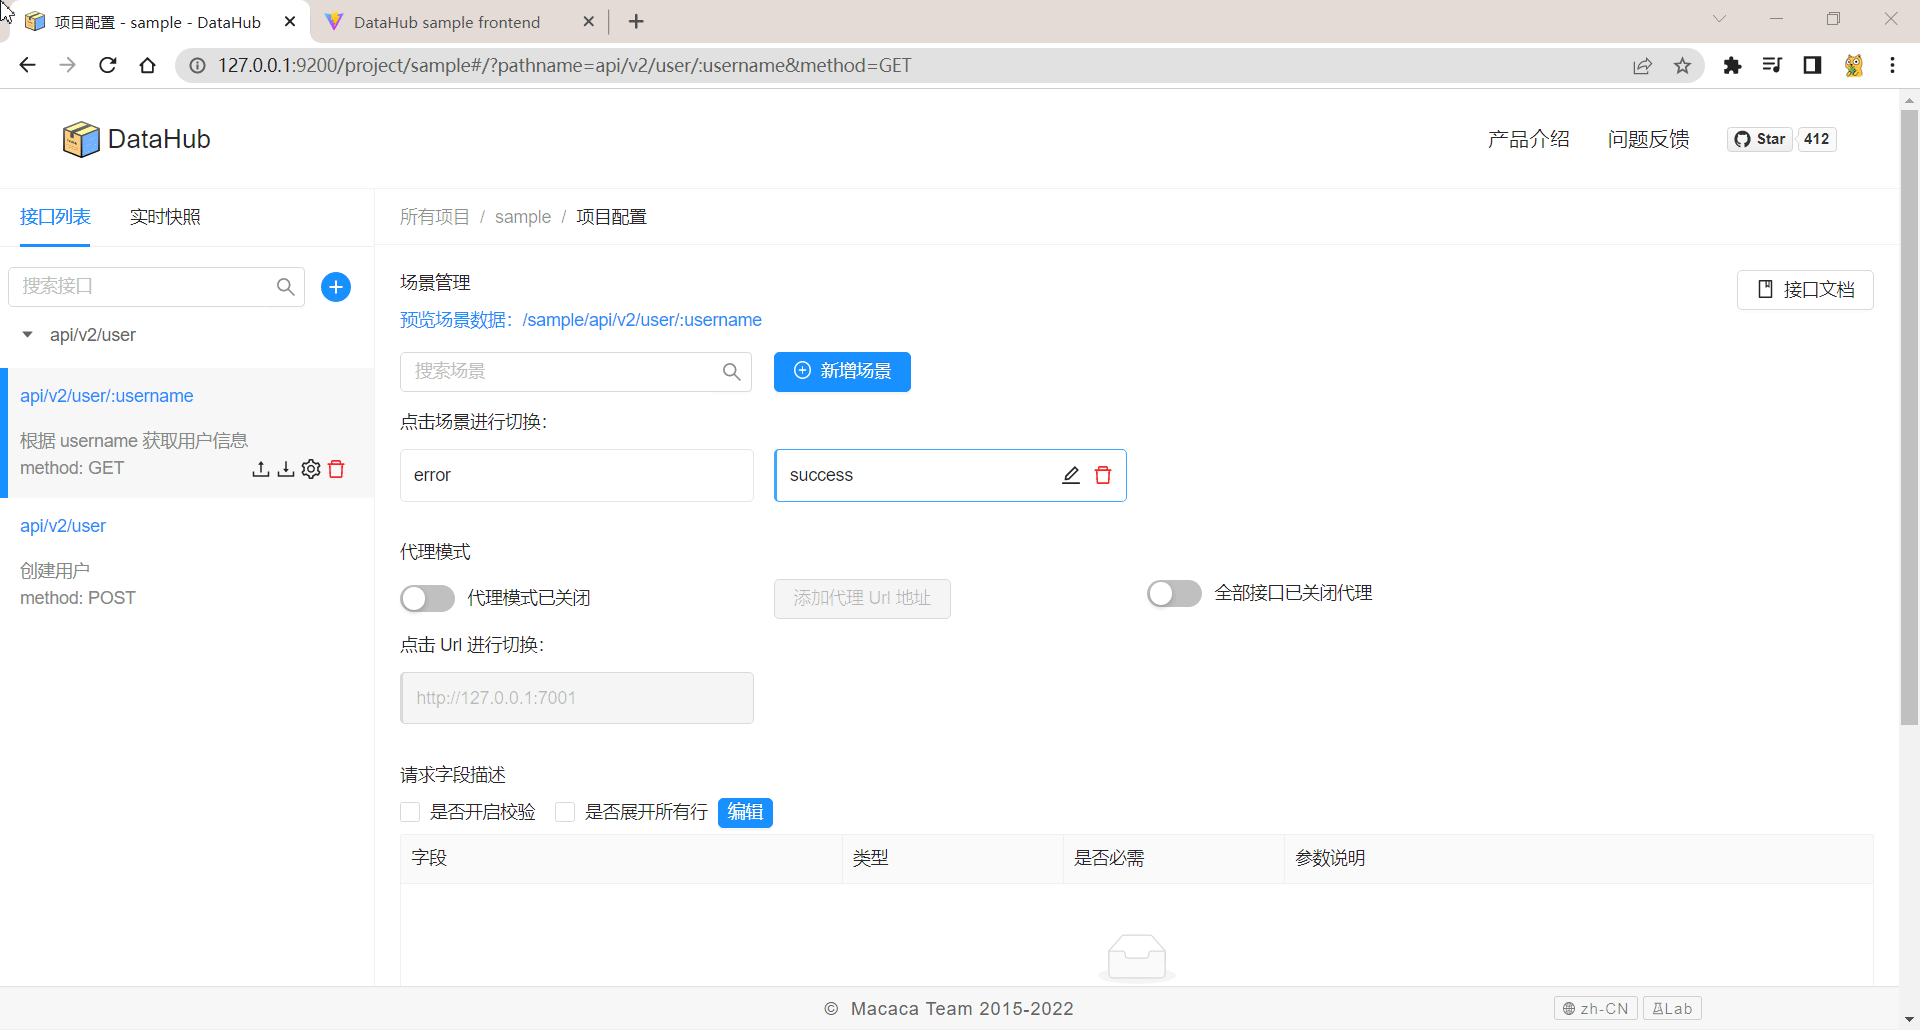 项目配置 - sample - DataHub
DataHub sample frontend
127.0.0.1:9200/project/sample#/?pathname=api/v2/user/:username&method=GET
DataHub
产品介绍
问题反馈
Star
412
接口列表
实时快照
所有项目 / sample / 项目配置
搜索接口
api/v2/user
api/v2/user/:username
根据 username 获取用户信息
method: GET
api/v2/user
创建用户
method: POST
场景管理
接口文档
预览场景数据：/sample/api/v2/user/:username
搜索场景
新增场景
点击场景进行切换：
error
success
代理模式
代理模式已关闭
添加代理 Url 地址
全部接口已关闭代理
点击 Url 进行切换：
http://127.0.0.1:7001
请求字段描述
是否开启校验
是否展开所有行
编辑
字段
类型
是否必需
参数说明
© Macaca Team 2015-2022
zh-CN
Lab